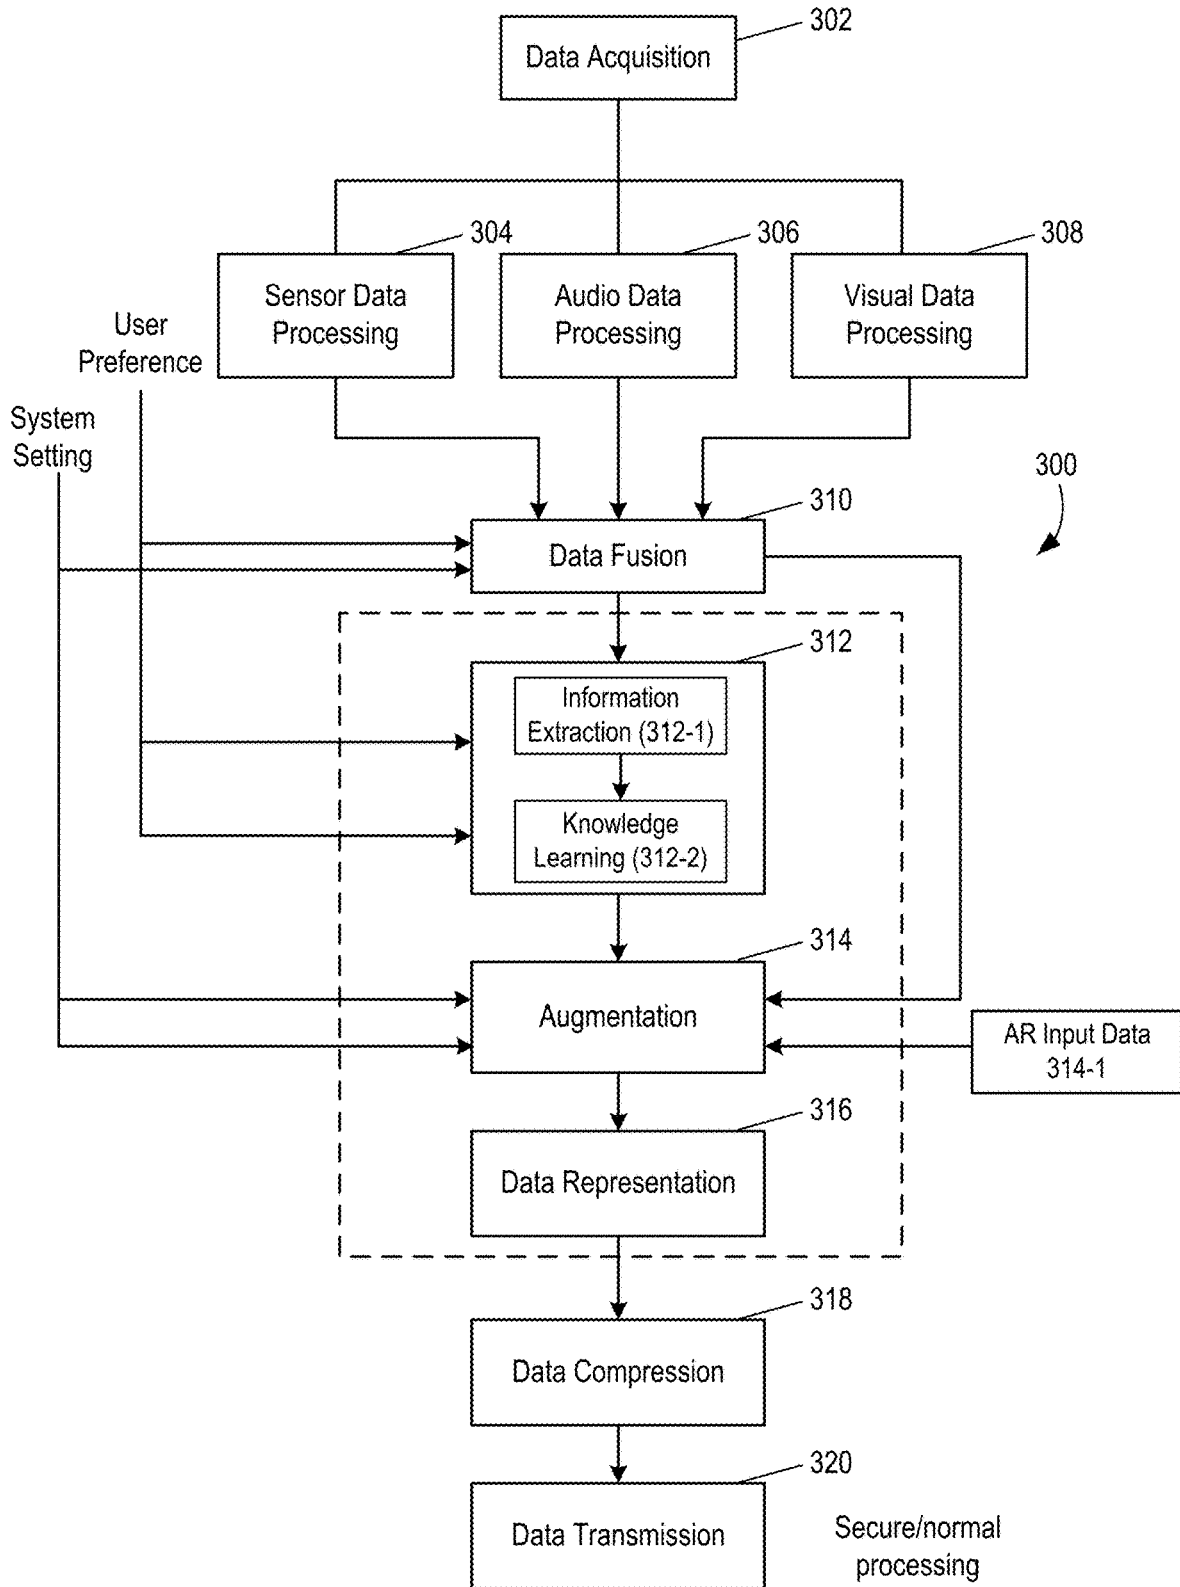 302
Data Acquisition
304
306
308
Sensor Data
Processing
Audio Data
Processing
Visual Data
Processing
User
Preference
System
Setting
300
310
Data Fusion
312
Information
Extraction (312-1)
Knowledge
Learning (312-2)
314
Augmentation
AR Input Data
314-1
316
Data Representation
318
Data Compression
320
Data Transmission
Secure/normal
processing